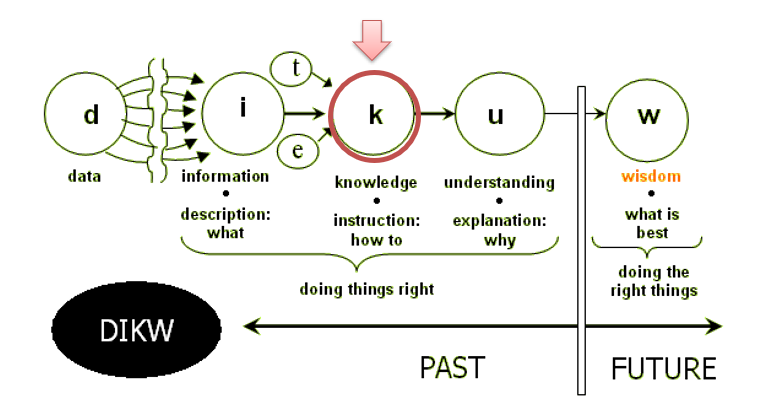 t
d
i
k
u
w
e
data
information
description:
what
knowledge
instruction:
how to
understanding
explanation:
why
wisdom
what is
best
doing things right
doing the
right things
DIKW
PAST
FUTURE